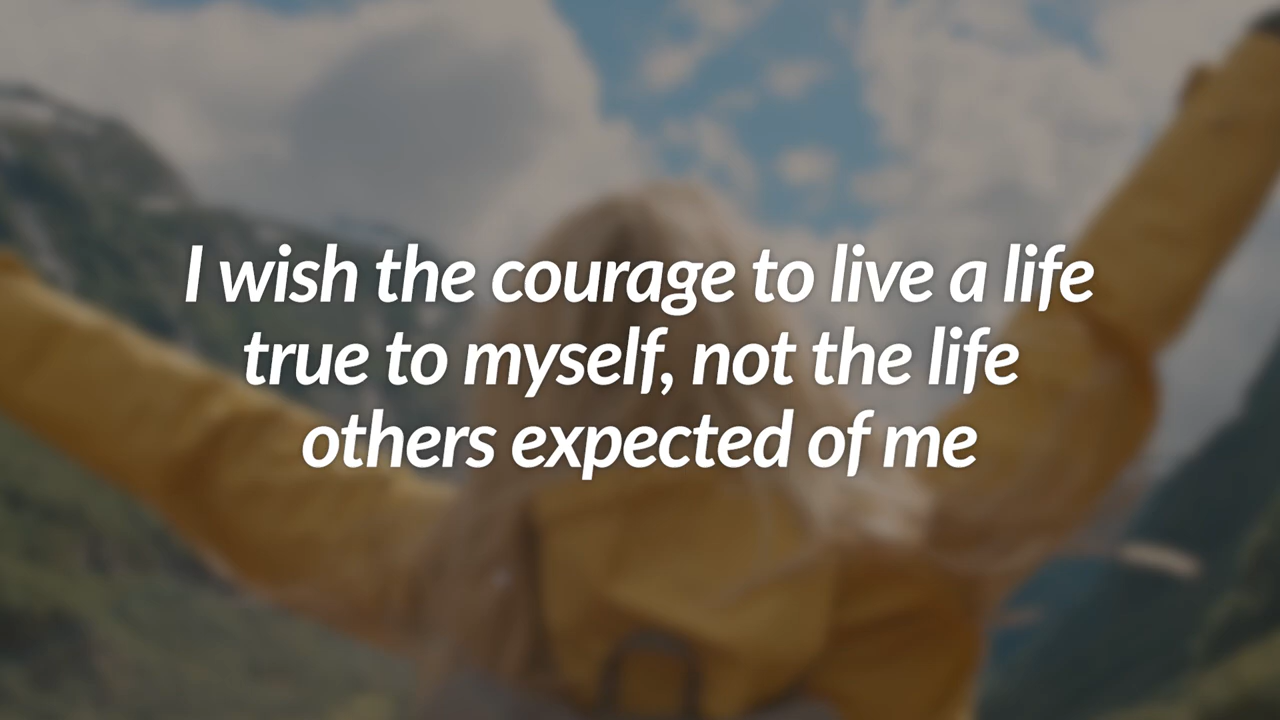 I wish the courage to live a life
true to myself, not the life
others expected of me